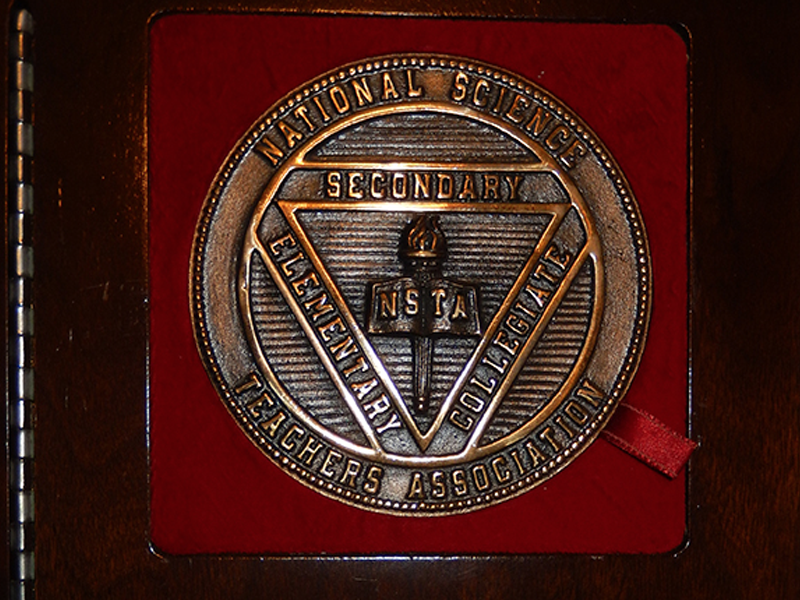 NATIONAL SCIENCE
SECONDARY
ELEMENTARY
COLLEGIATE
NSTA
TEACHERS ASSOCIATION